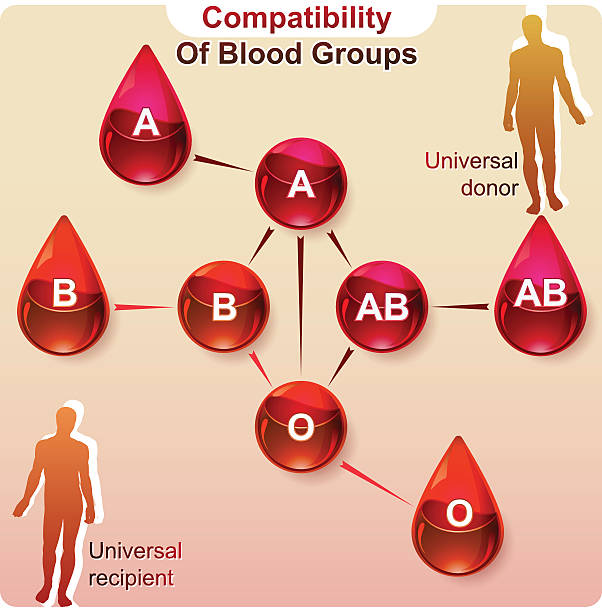 Compatibility
Of Blood Groups
A
Universal
donor
A
B
B
AB
AB
O
O
Universal
recipient